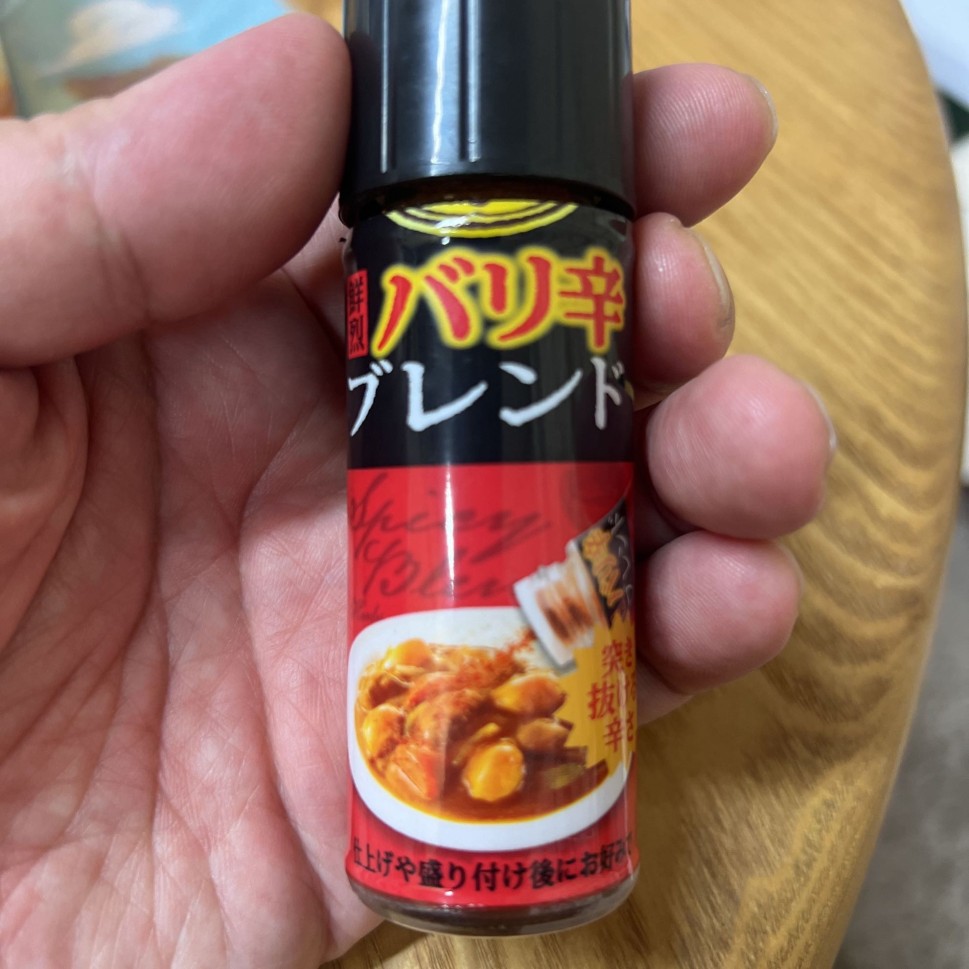 鮮烈
バリ辛
ブレンド
Spicy
突き
抜ける
辛さ
仕上げや盛り付け後にお好みで